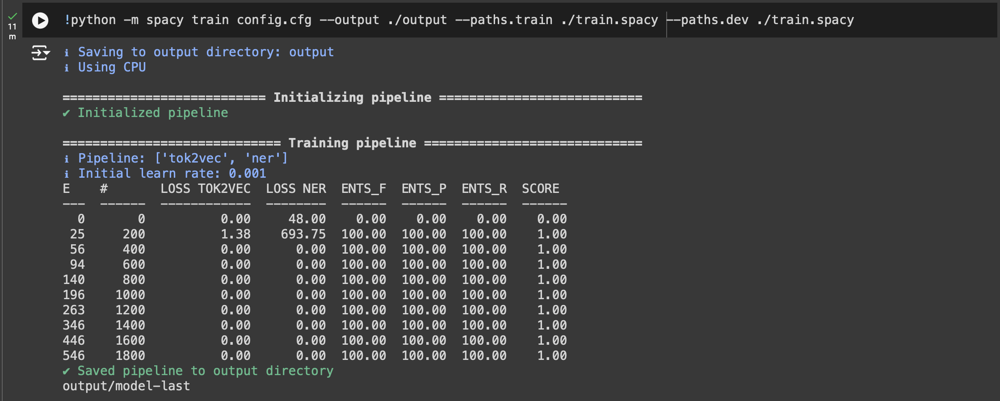 !python -m spacy train config.cfg --output ./output --paths.train ./train.spacy --paths.dev ./train.spacy
11
m
ℹ Saving to output directory: output
ℹ Using CPU
=========================== Initializing pipeline ===========================
✔ Initialized pipeline
============================= Training pipeline =============================
ℹ Pipeline: ['tok2vec', 'ner']
ℹ Initial learn rate: 0.001
E    #       LOSS TOK2VEC  LOSS NER  ENTS_F  ENTS_P  ENTS_R  SCORE
---  ------  ------------  --------  ------  ------  ------  ------
  0       0          0.00     48.00    0.00    0.00    0.00    0.00
 25     200          1.38    693.75  100.00  100.00  100.00    1.00
 56     400          0.00      0.00  100.00  100.00  100.00    1.00
 94     600          0.00      0.00  100.00  100.00  100.00    1.00
140     800          0.00      0.00  100.00  100.00  100.00    1.00
196    1000          0.00      0.00  100.00  100.00  100.00    1.00
263    1200          0.00      0.00  100.00  100.00  100.00    1.00
346    1400          0.00      0.00  100.00  100.00  100.00    1.00
446    1600          0.00      0.00  100.00  100.00  100.00    1.00
546    1800          0.00      0.00  100.00  100.00  100.00    1.00
✔ Saved pipeline to output directory
output/model-last